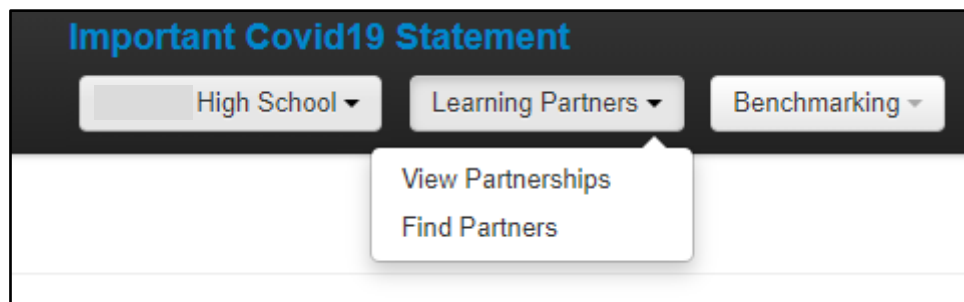 Important Covid19 Statement
High School Learning Partners Benchmarking
View Partnerships
Find Partners